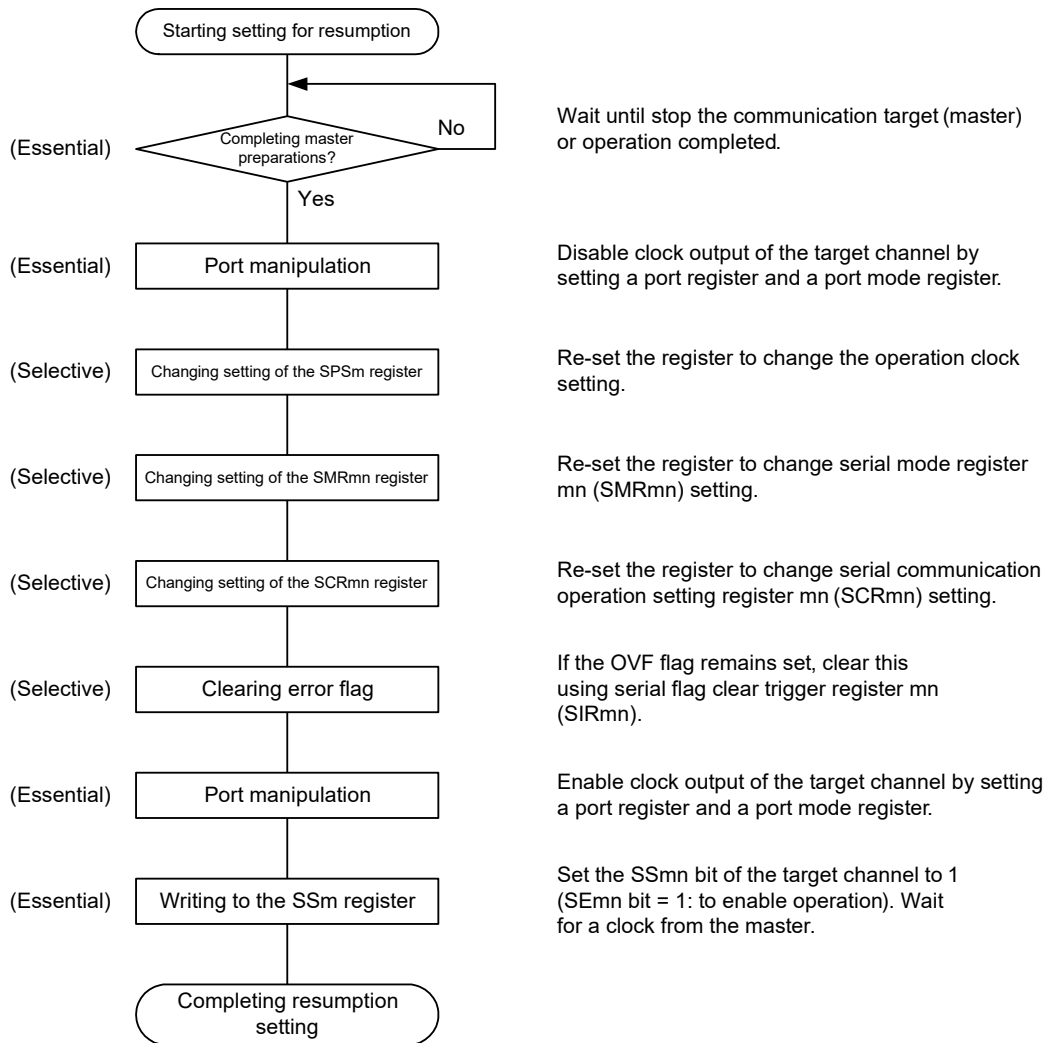 Starting setting for resumption
(Essential)
Completing master
preparations?
No
Yes
Wait until stop the communication target (master)
or operation completed.
(Essential)
Port manipulation
Disable clock output of the target channel by
setting a port register and a port mode register.
(Selective)
Changing setting of the SPSm register
Re-set the register to change the operation clock
setting.
(Selective)
Changing setting of the SMRmn register
Re-set the register to change serial mode register
mn (SMRmn) setting.
(Selective)
Changing setting of the SCRmn register
Re-set the register to change serial communication
operation setting register mn (SCRmn) setting.
(Selective)
Clearing error flag
If the OVF flag remains set, clear this
using serial flag clear trigger register mn
(SIRmn).
(Essential)
Port manipulation
Enable clock output of the target channel by setting
a port register and a port mode register.
(Essential)
Writing to the SSm register
Set the SSmn bit of the target channel to 1
(SEmn bit = 1: to enable operation). Wait
for a clock from the master.
Completing resumption
setting